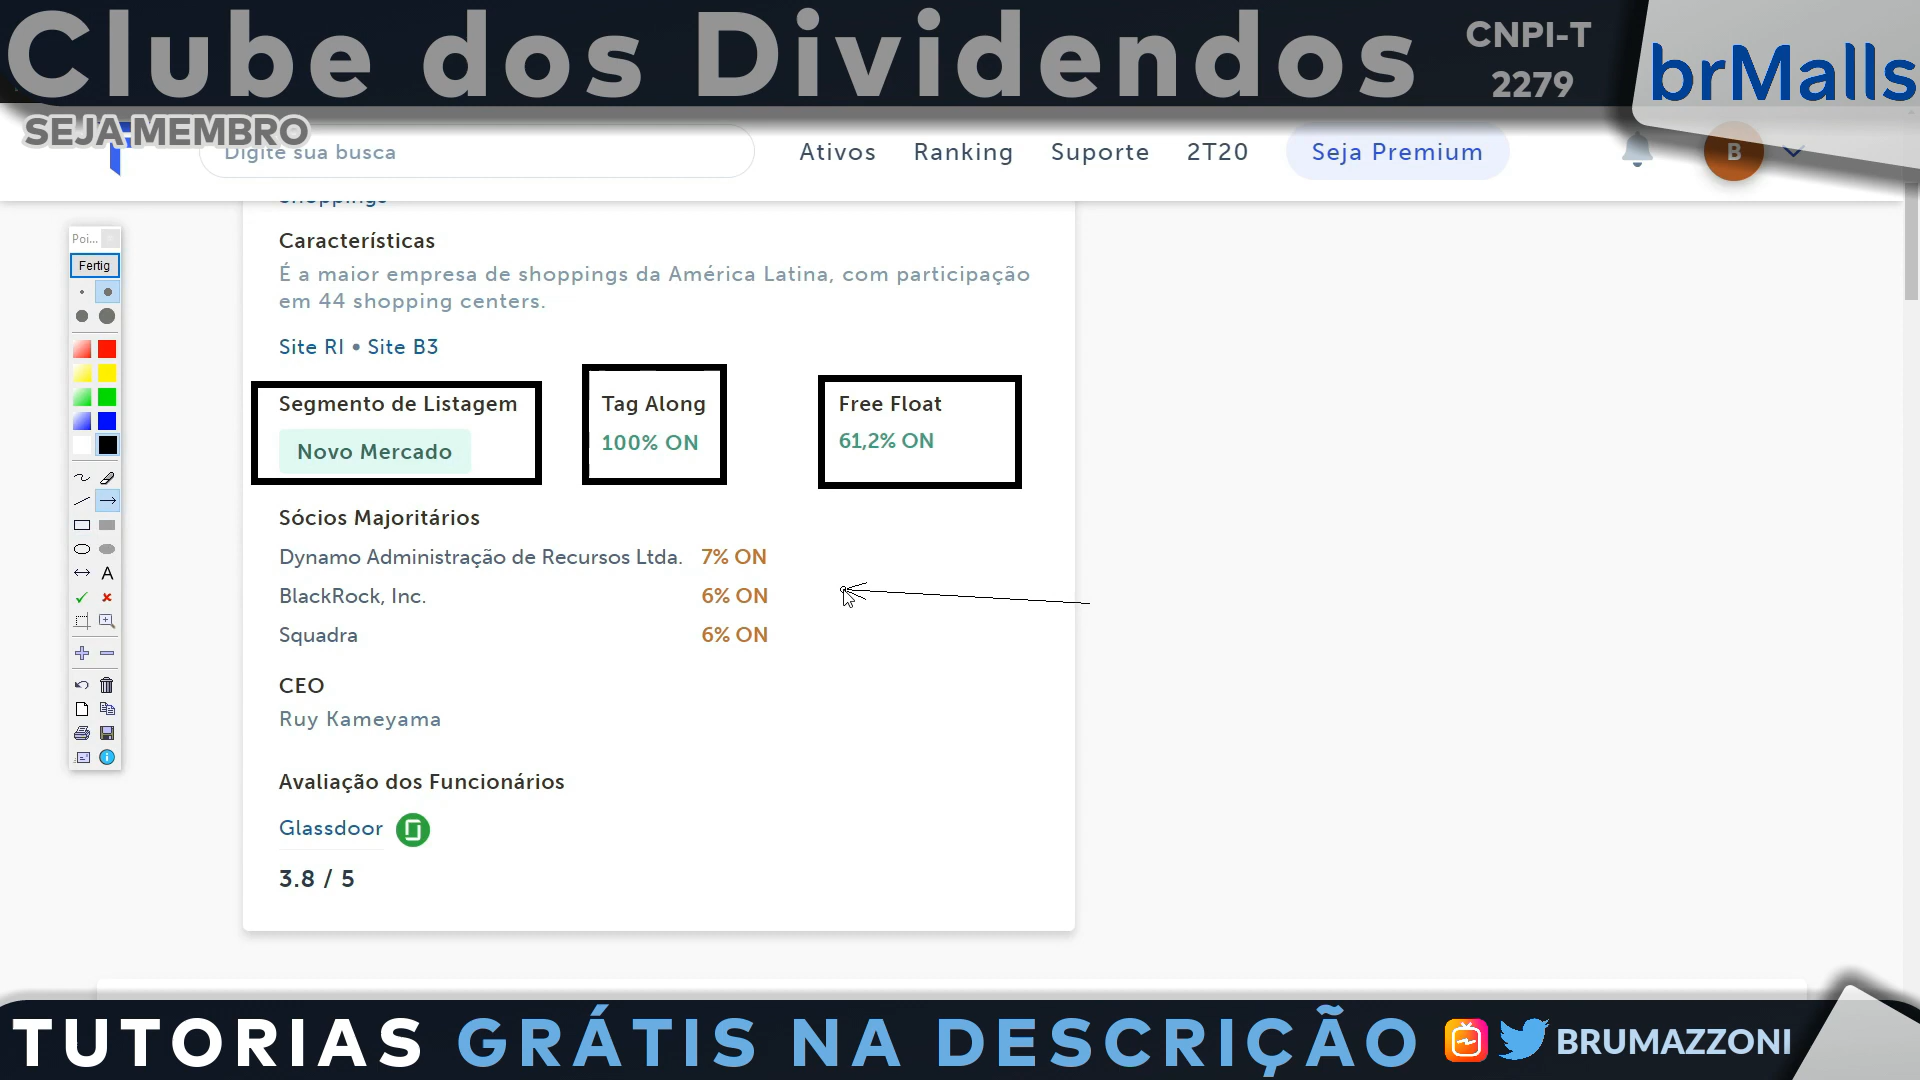 Clube dos Dividendos
CNPI-T
2279
brMalls
SEJA MEMBRO
Digite sua busca
Ativos
Ranking
Suporte
2T20
Seja Premium
B
Shoppings
Poi...
Fertig
A
Características
É a maior empresa de shoppings da América Latina, com participação
em 44 shopping centers.
Site RI • Site B3
Segmento de Listagem
Novo Mercado
Tag Along
100% ON
Free Float
61,2% ON
Sócios Majoritários
Dynamo Administração de Recursos Ltda. 7% ON
BlackRock, Inc. 6% ON
Squadra 6% ON
CEO
Ruy Kameyama
Avaliação dos Funcionários
Glassdoor
3.8 / 5
TUTORIAS GRÁTIS NA DESCRIÇÃO
BRUMAZZONI